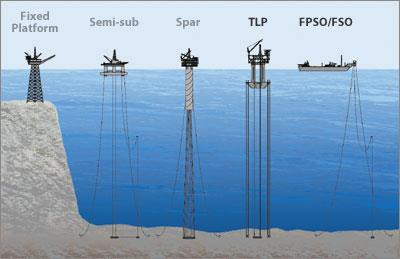 Fixed
Platform
Semi-sub
Spar
TLP
FPSO/FSO